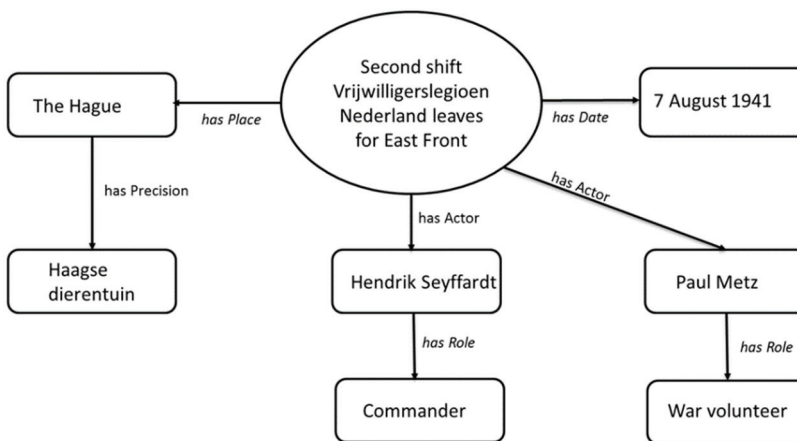 Second shift
Vrijwilligerslegioen
Nederland leaves
for East Front
The Hague
has Place
has Date
7 August 1941
has Precision
has Actor
has Actor
Haagse
dierentuin
Hendrik Seyffardt
Paul Metz
has Role
has Role
Commander
War volunteer